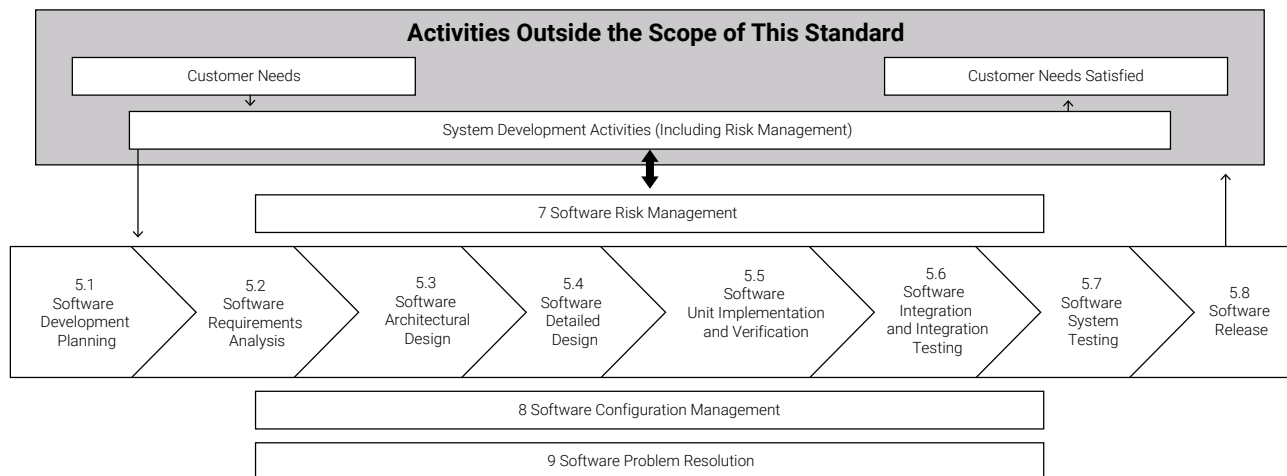 Activities Outside the Scope of This Standard
Customer Needs
Customer Needs Satisfied
System Development Activities (Including Risk Management)
7 Software Risk Management
5.1
Software
Development
Planning
5.2
Software
Requirements
Analysis
5.3
Software
Architectural
Design
5.4
Software
Detailed
Design
5.5
Software
Unit Implementation
and Verification
5.6
Software
Integration
and Integration
Testing
5.7
Software
System
Testing
5.8
Software
Release
8 Software Configuration Management
9 Software Problem Resolution